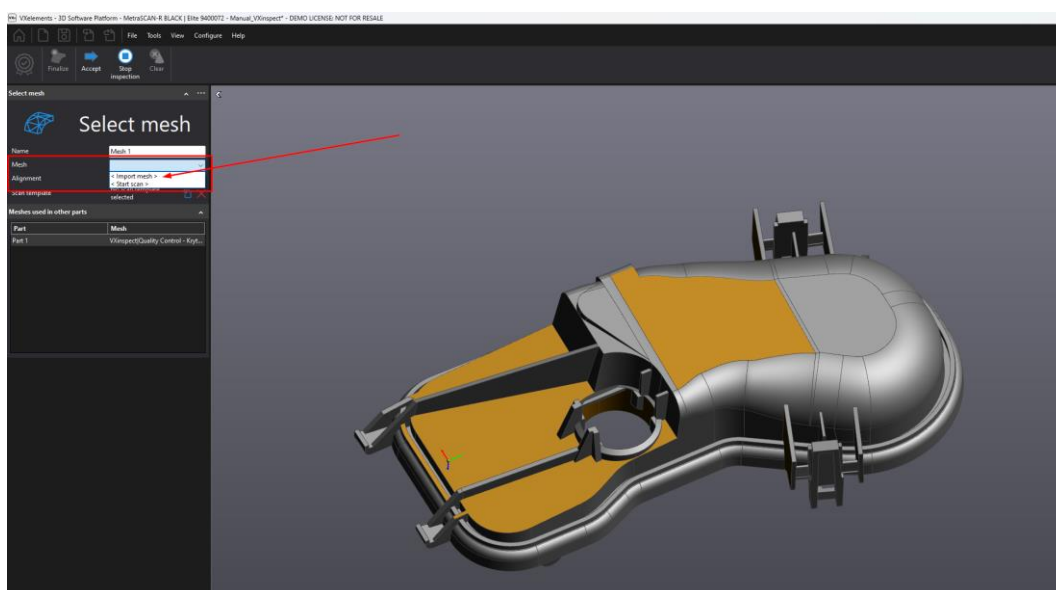 VXelements - 3D Software Platform - MetraSCAN-R BLACK | Elite 9400072 - Manual_VXinspect* - DEMO LICENSE: NOT FOR RESALE
File Tools View Configure Help
Finalize Accept Stop inspection Clear
Select mesh
Select mesh
Name Mesh 1
Mesh
Alignment < Import mesh >
< Start scan >
Scan template
selected
Meshes used in other parts
Part Mesh
Part 1 VXinspect|Quality Control - Kryt...